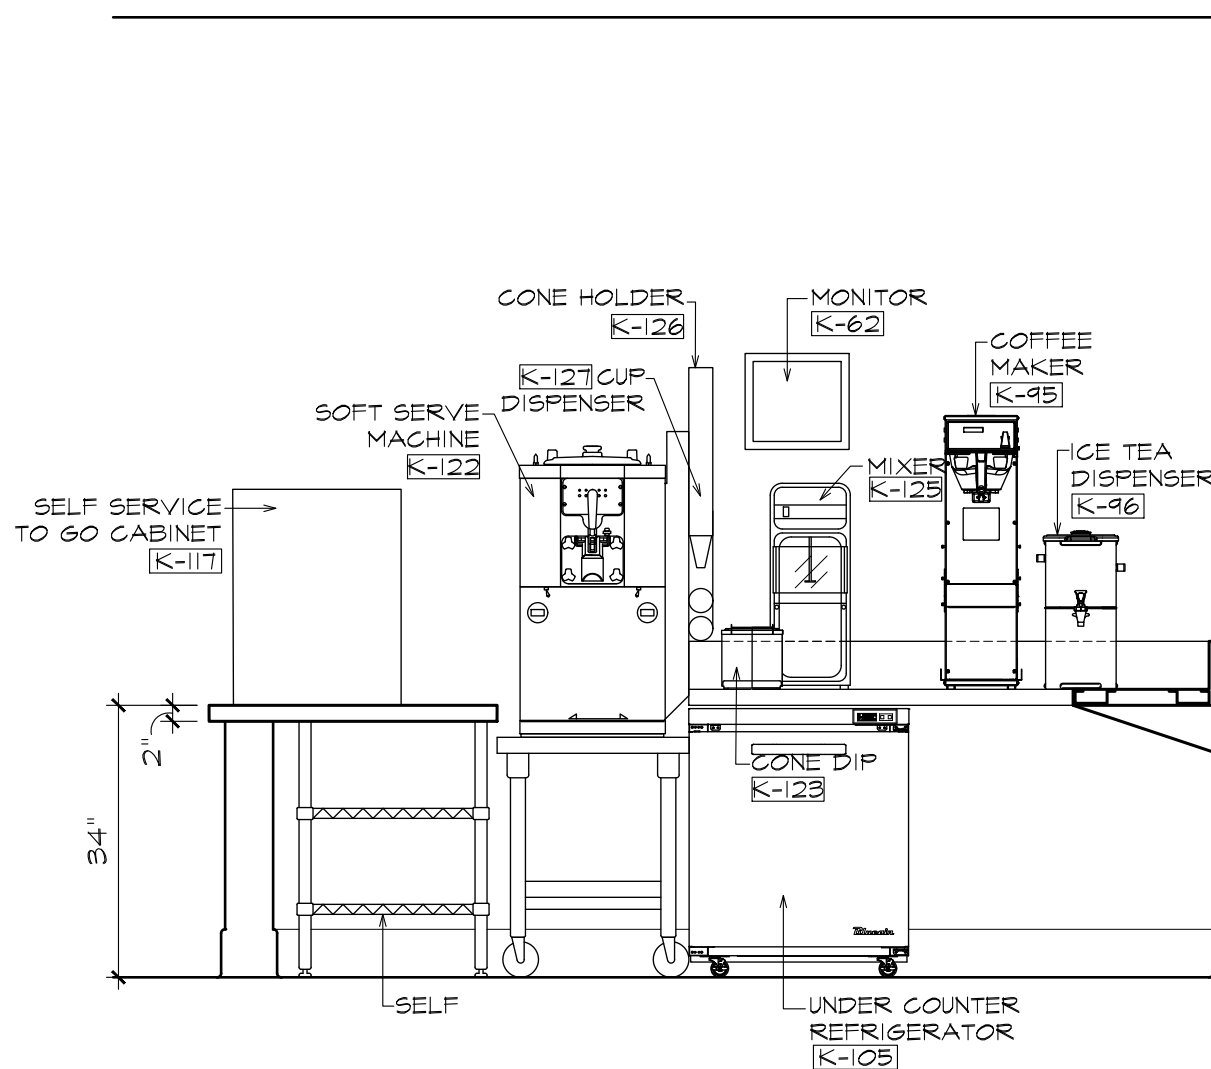 CONE HOLDER
K-126
MONITOR
K-62
COFFEE
MAKER
K-95
K-127 CUP
DISPENSER
SOFT SERVE
MACHINE
K-122
MIXER
K-125
ICE TEA
DISPENSER
K-96
SELF SERVICE
TO GO CABINET
K-117
2"
34"
CONE DIP
K-123
Blueair
SELF
UNDER COUNTER
REFRIGERATOR
K-105